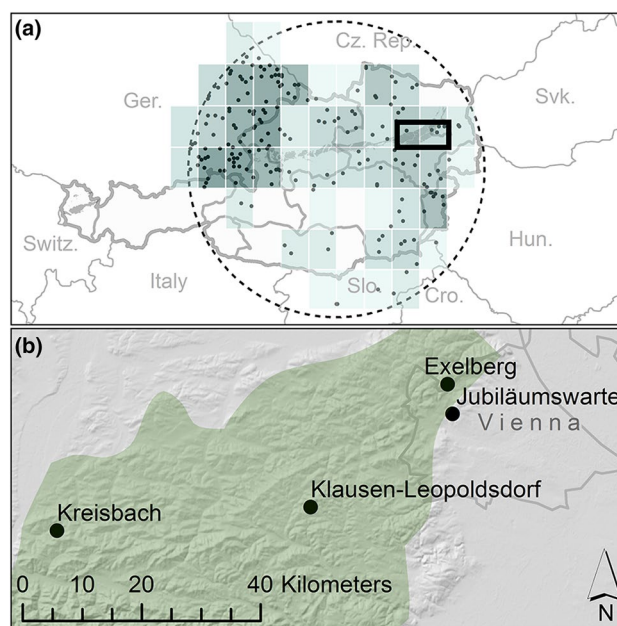 (a)
Cz. Rep.
Ger.
Svk.
Switz.
Italy
Slo.
Cro.
Hun.
(b)
Exelberg
Jubiläumswarte
Vienna
Klausen-Leopoldsdorf
Kreisbach
0 10 20 40 Kilometers
N